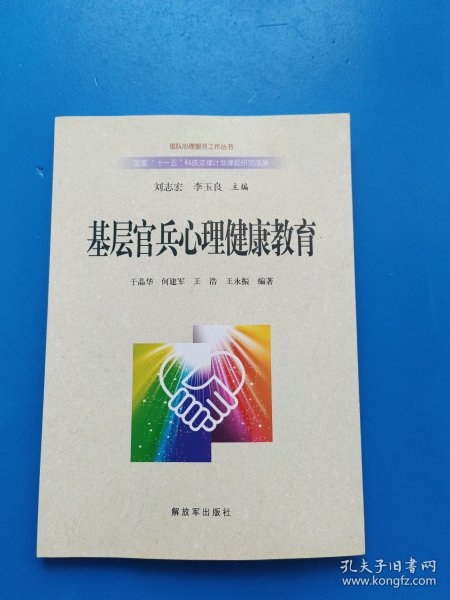 部队心理服务工作丛书
国家“十一五”科技支撑计划课题研究成果
刘志宏 李玉良 主编
基层官兵心理健康教育
于晶华 何建军 王浩 王永振 编著
解放军出版社
孔夫子旧书网
www.kongfz.com